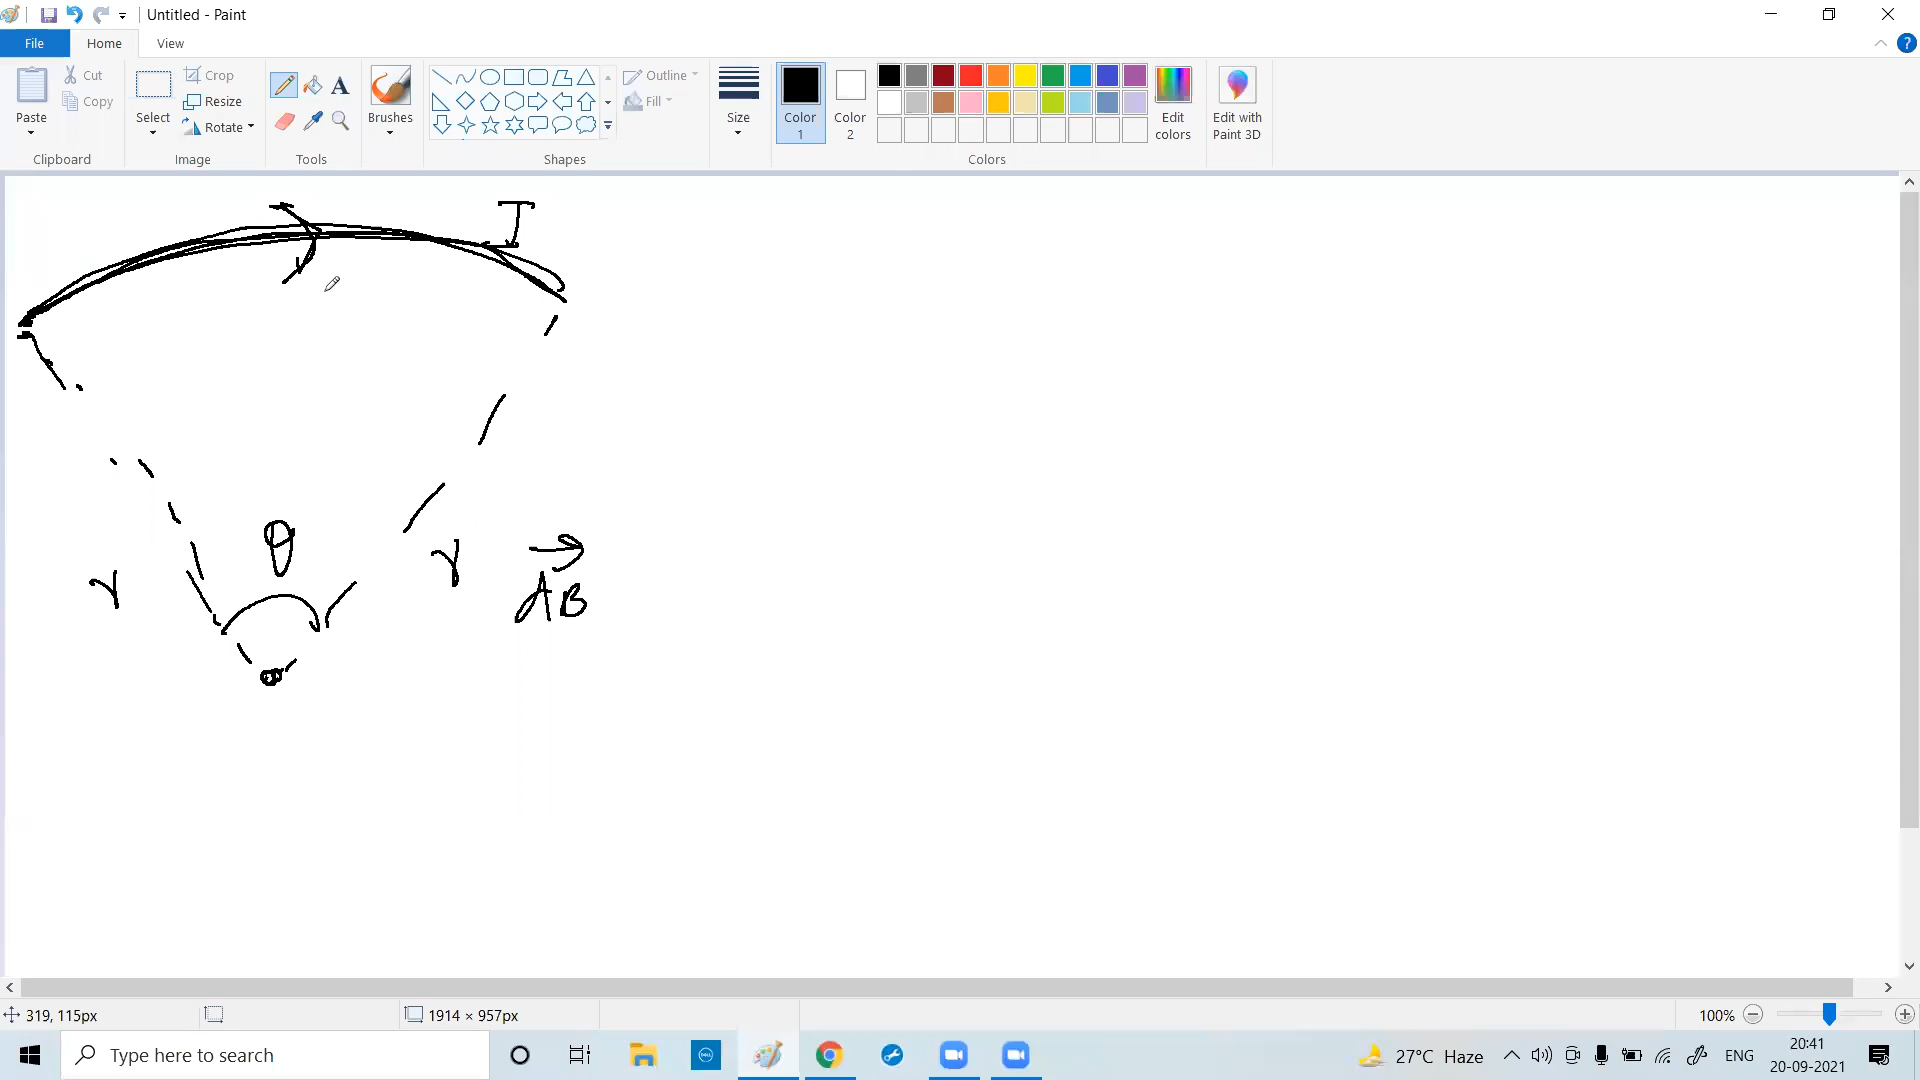 Untitled - Paint
File Home View
Paste Cut Copy Clipboard
Select Crop Resize Rotate Image
Tools
Brushes
Outline Fill Shapes
Size
Color 1 Color 2 Edit colors Colors
Edit with Paint 3D
I
θ
r
r
AB
319, 115px
1914 × 957px
100%
Type here to search
27°C Haze
ENG
20:41
20-09-2021